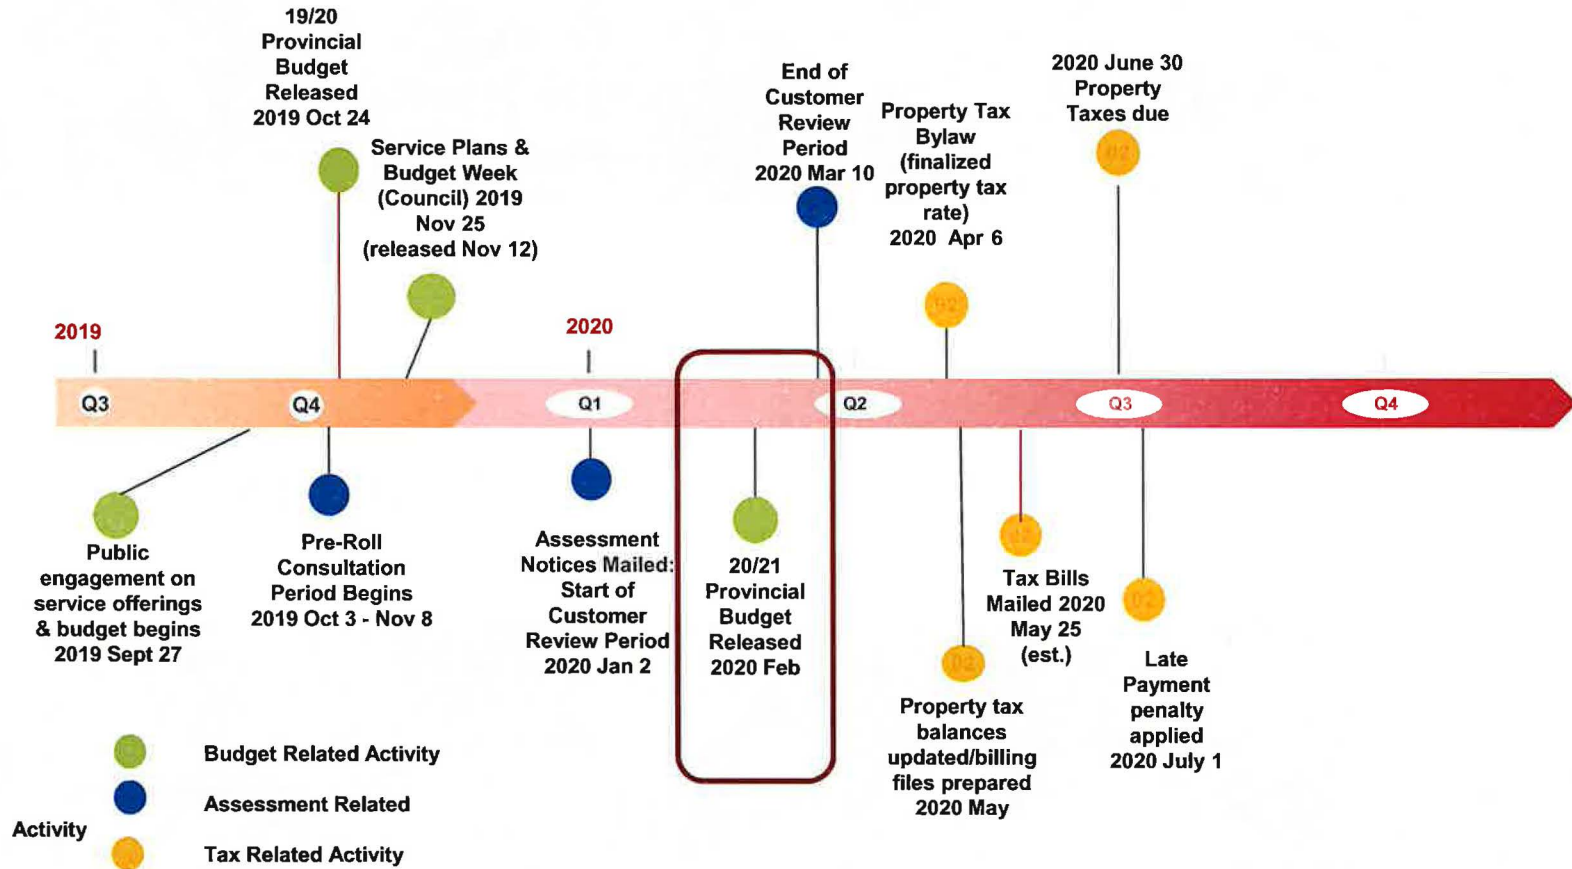 19/20
Provincial
Budget
Released
2019 Oct 24
Service Plans &
Budget Week
(Council) 2019
Nov 25
(released Nov 12)
End of
Customer
Review
Period
2020 Mar 10
Property Tax
Bylaw
(finalized
property tax
rate)
2020 Apr 6
2020 June 30
Property
Taxes due
2019
2020
Q3
Q4
Q1
Q2
Q3
Q4
Public
engagement on
service offerings
& budget begins
2019 Sept 27
Pre-Roll
Consultation
Period Begins
2019 Oct 3 - Nov 8
Assessment
Notices Mailed:
Start of
Customer
Review Period
2020 Jan 2
20/21
Provincial
Budget
Released
2020 Feb
Property tax
balances
updated/billing
files prepared
2020 May
Tax Bills
Mailed 2020
May 25
(est.)
Late
Payment
penalty
applied
2020 July 1
Budget Related Activity
Assessment Related
Activity
Tax Related Activity